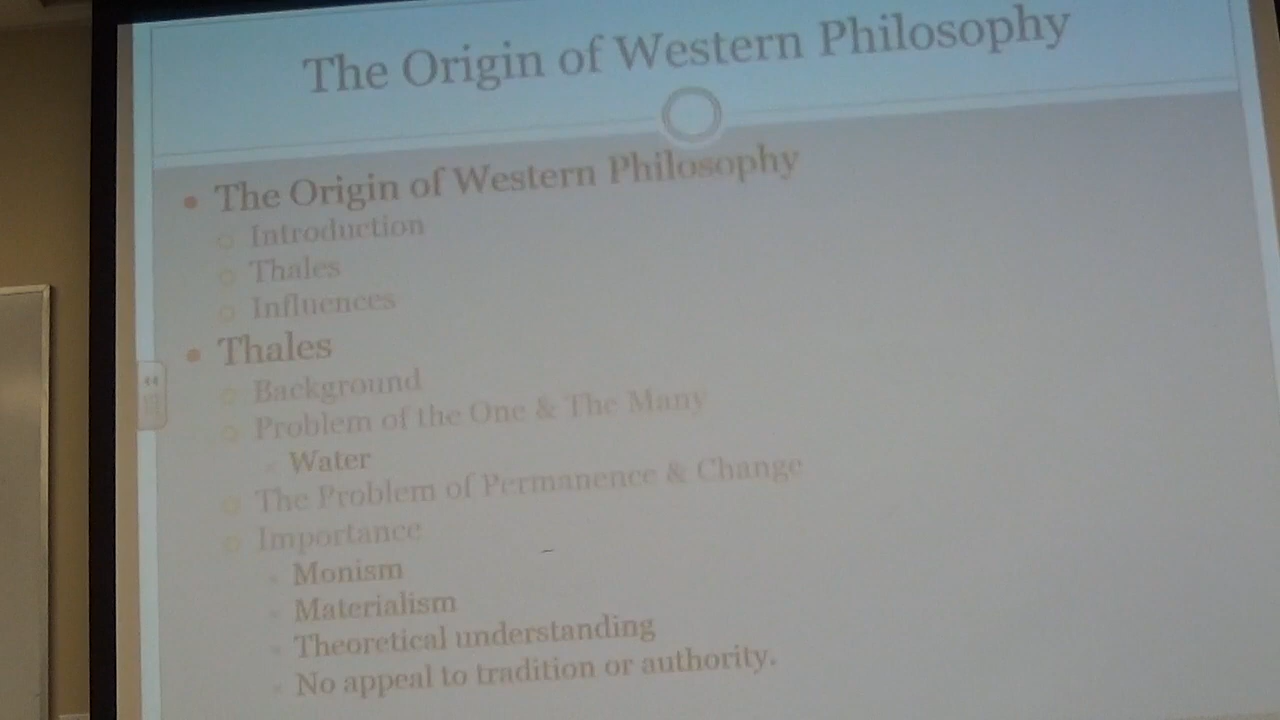 The Origin of Western Philosophy
The Origin of Western Philosophy
Introduction
Thales
Influences
Thales
Background
Problem of the One & The Many
Water
The Problem of Permanence & Change
Importance
Monism
Materialism
Theoretical understanding
No appeal to tradition or authority.